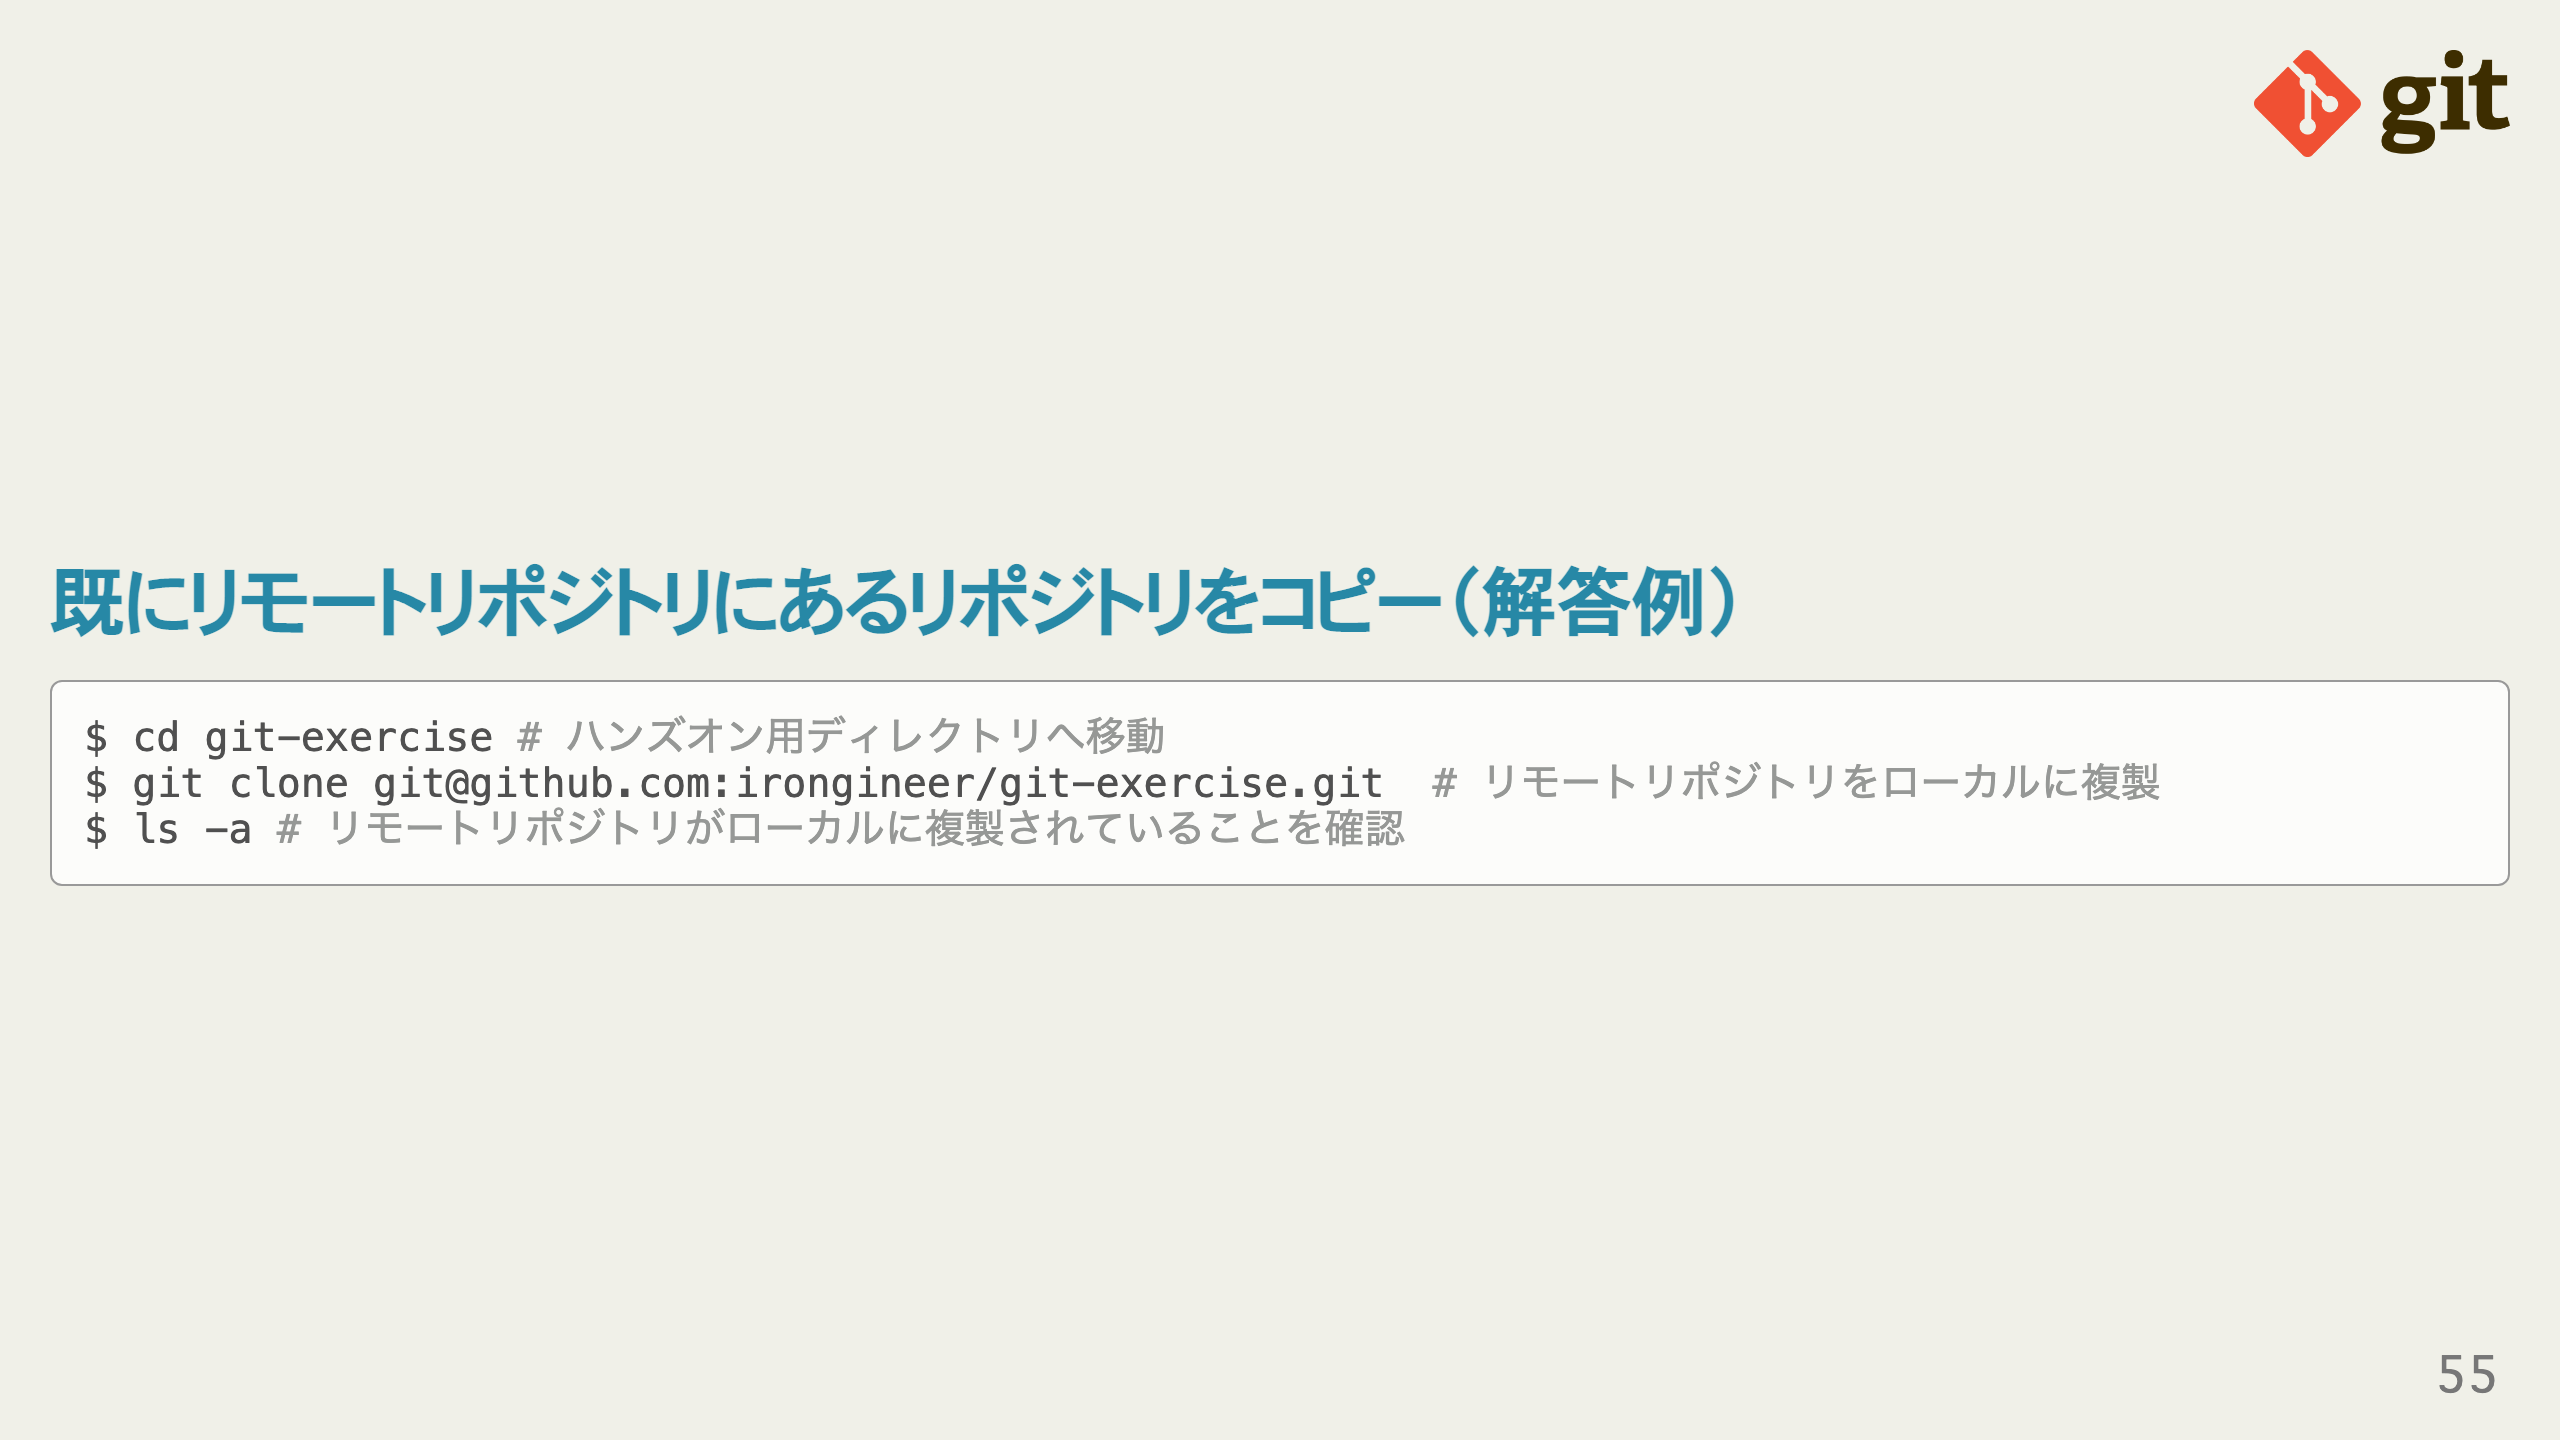 git
既にリモートリポジトリにあるリポジトリをコピー（解答例）
$ cd git-exercise # ハンズオン用ディレクトリへ移動
$ git clone git@github.com:irongineer/git-exercise.git  # リモートリポジトリをローカルに複製
$ ls -a # リモートリポジトリがローカルに複製されていることを確認
55